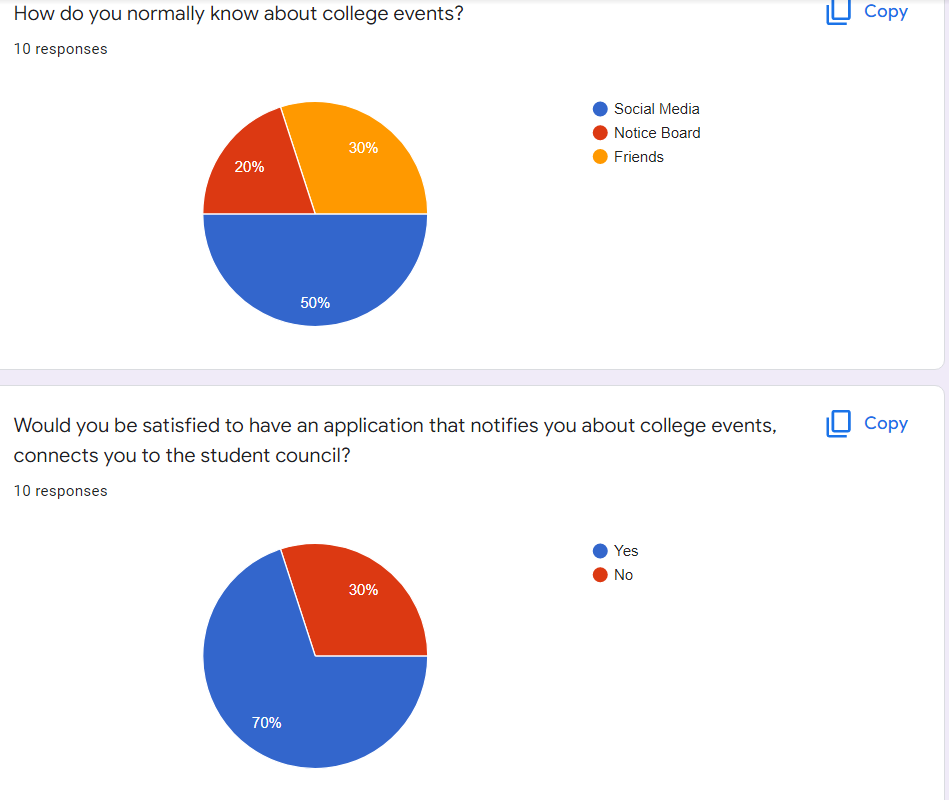 How do you normally know about college events?
Copy
10 responses
Social Media
Notice Board
Friends
30%
20%
50%
Would you be satisfied to have an application that notifies you about college events,
connects you to the student council?
Copy
10 responses
Yes
No
30%
70%